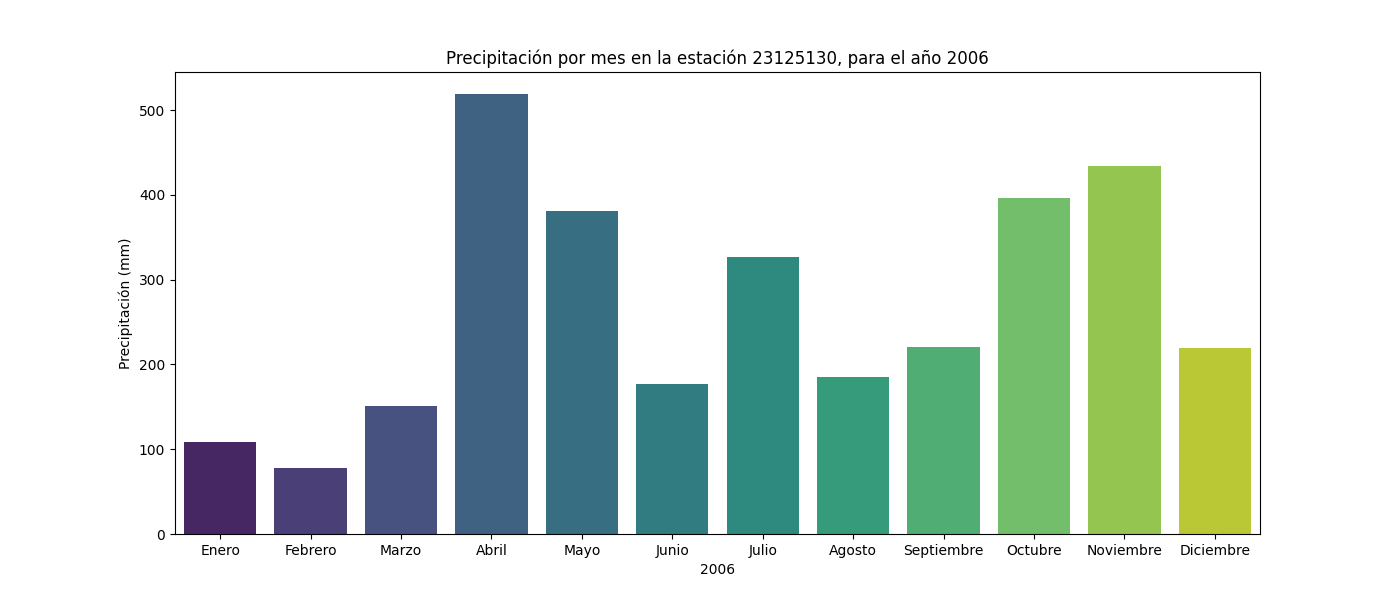 Precipitación por mes en la estación 23125130, para el año 2006
Precipitación (mm)
500
400
300
200
100
0
Enero Febrero Marzo Abril Mayo Junio Julio Agosto Septiembre Octubre Noviembre Diciembre
2006